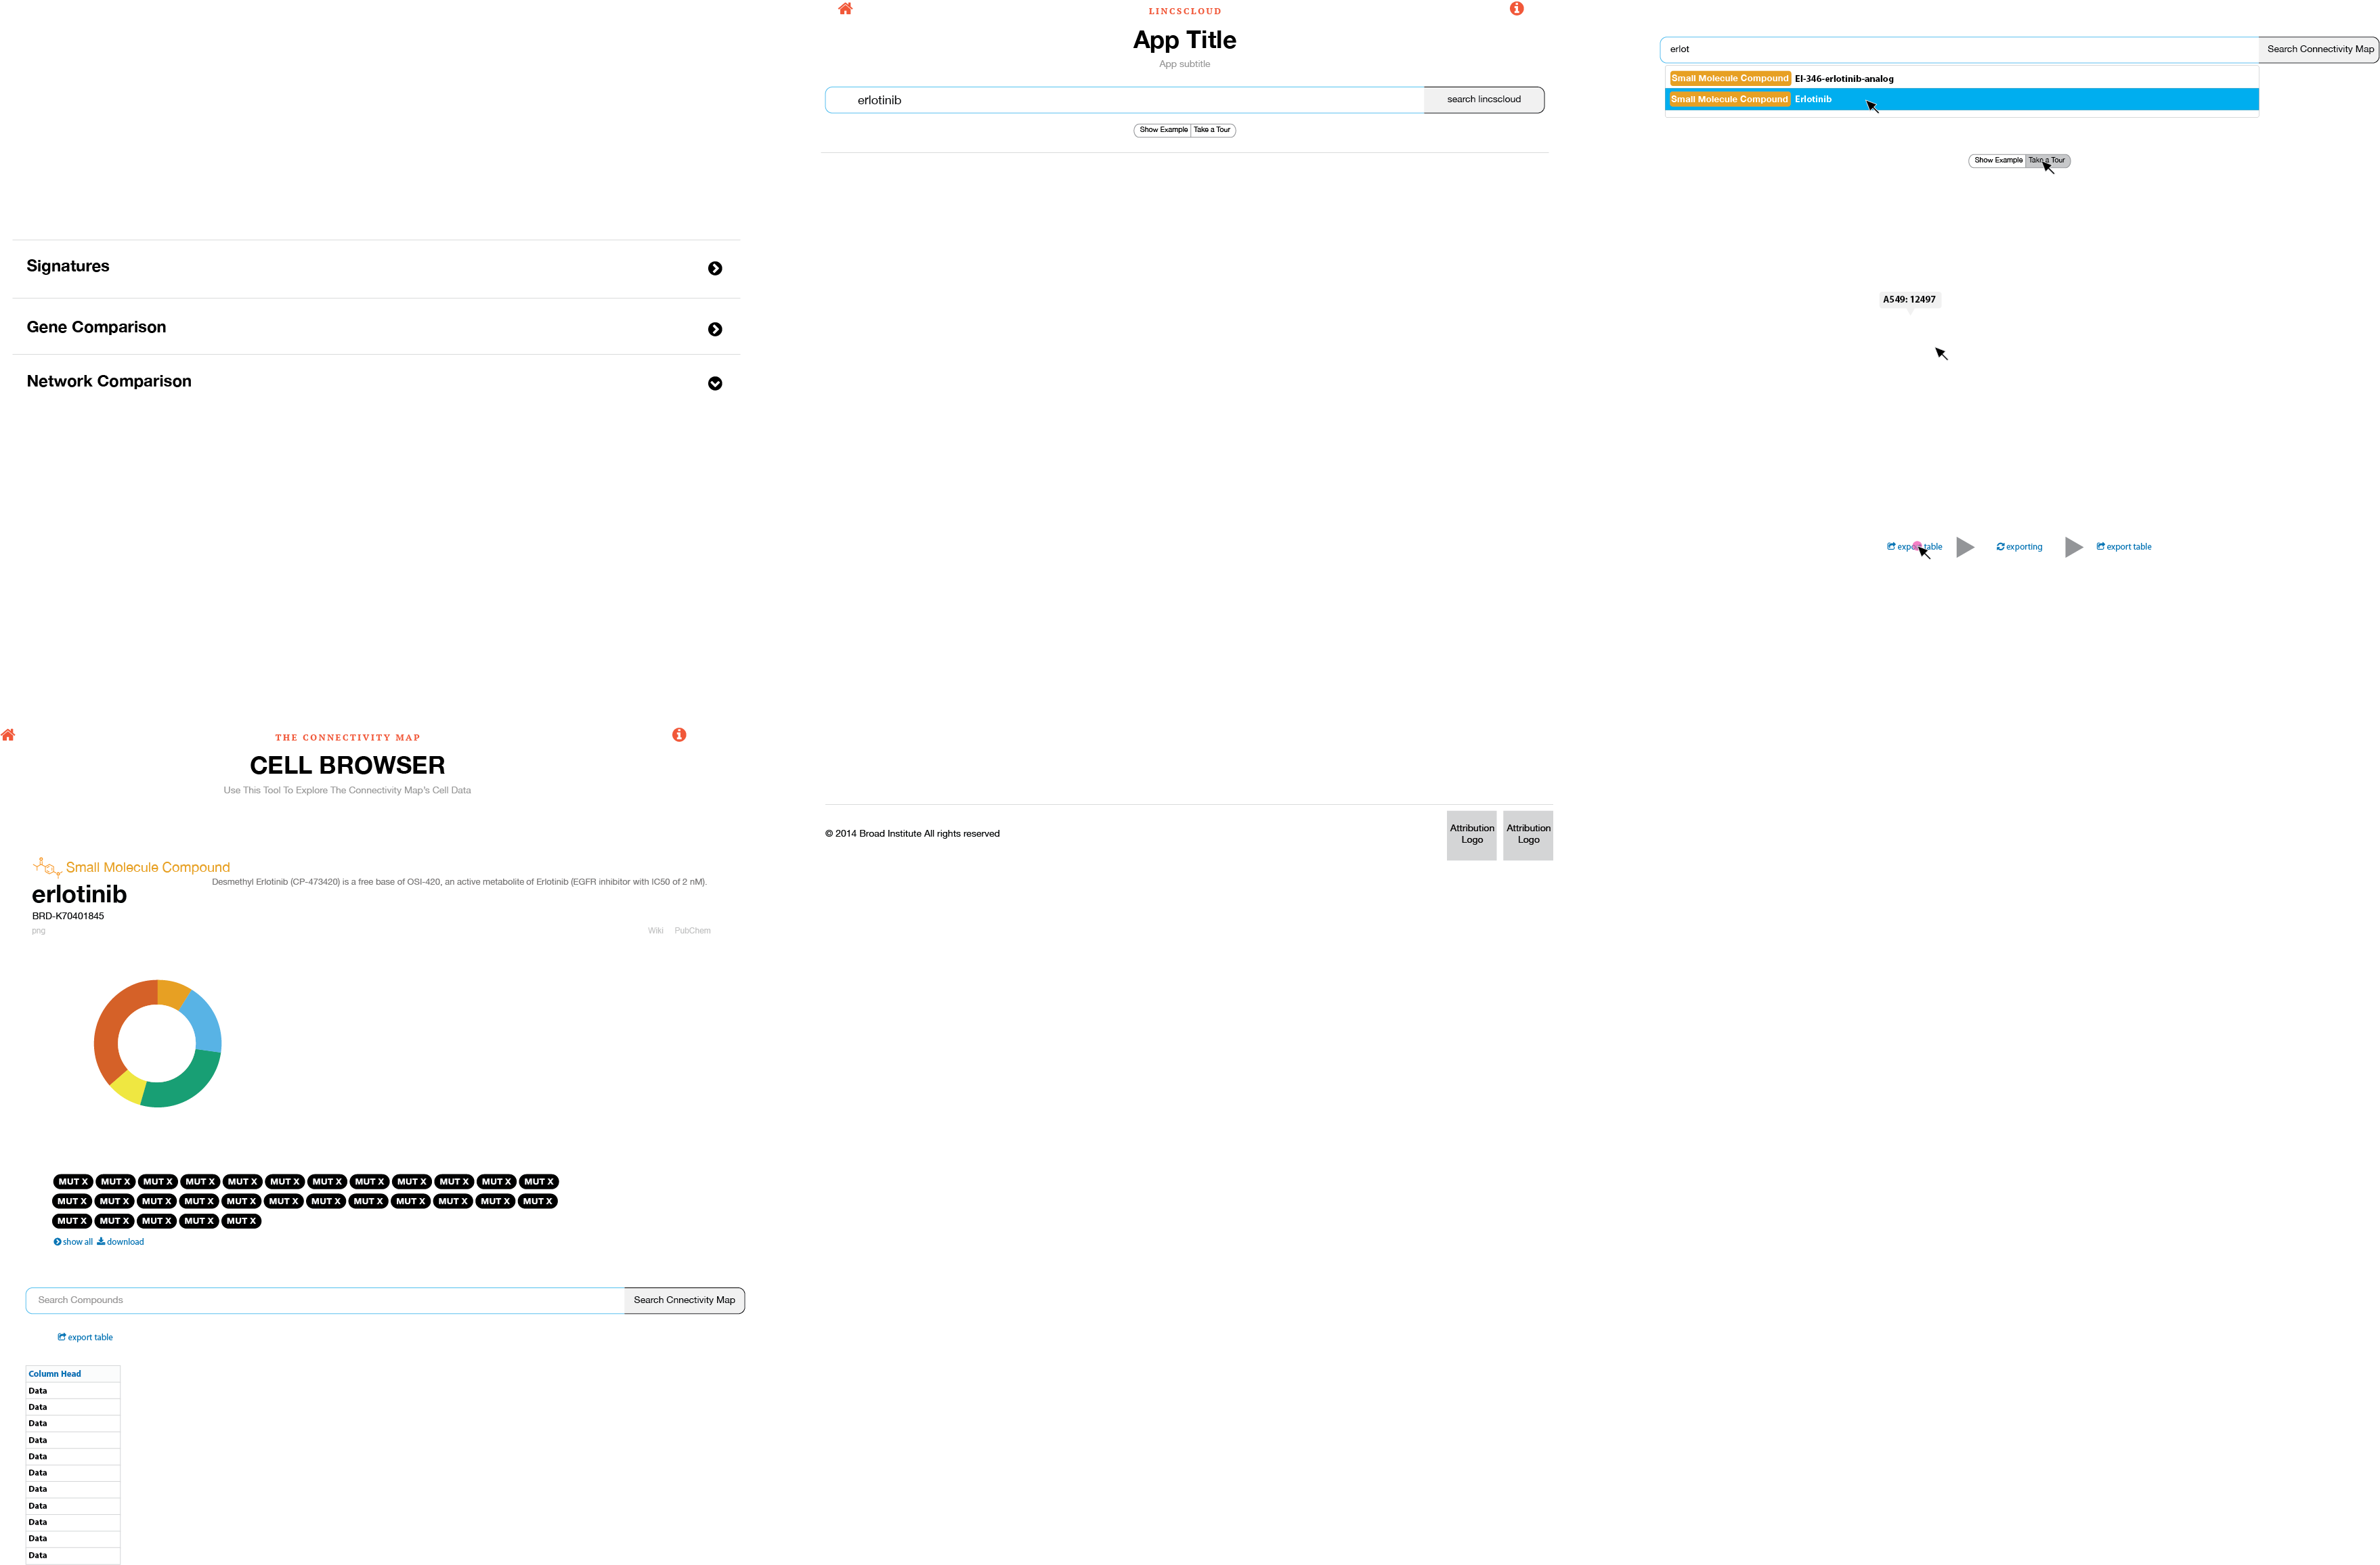 LINCSCLOUD
App Title
App subtitle
erlotinib
search lincscloud
Show Example
Take a Tour
erlot
Search Connectivity Map
Small Molecule Compound
EI-346-erlotinib-analog
Small Molecule Compound
Erlotinib
Show Example
Take a Tour
Signatures
Gene Comparison
Network Comparison
A549: 12497
export table
exporting
export table
THE CONNECTIVITY MAP
CELL BROWSER
Use This Tool To Explore The Connectivity Map's Cell Data
Small Molecule Compound
Desmethyl Erlotinib (CP-473420) is a free base of OSI-420, an active metabolite of Erlotinib (EGFR inhibitor with IC50 of 2 nM).
erlotinib
BRD-K70401845
png
Wiki PubChem
© 2014 Broad Institute All rights reserved
Attribution
Logo
Attribution
Logo
MUT X MUT X MUT X MUT X MUT X MUT X MUT X MUT X MUT X MUT X MUT X MUT X
MUT X MUT X MUT X MUT X MUT X MUT X MUT X MUT X MUT X MUT X MUT X MUT X
MUT X MUT X MUT X MUT X MUT X
show all download
Search Compounds
Search Cnnectivity Map
export table
Column Head
Data
Data
Data
Data
Data
Data
Data
Data
Data
Data
Data